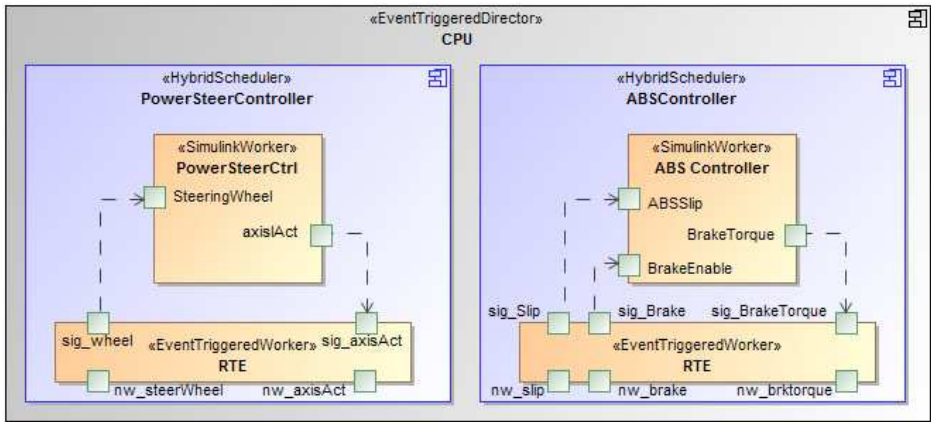 «EventTriggeredDirector»
CPU
«HybridScheduler»
PowerSteerController
«SimulinkWorker»
PowerSteerCtrl
SteeringWheel
axislAct
sig_wheel
sig_axisAct
«EventTriggeredWorker»
RTE
nw_steerWheel
nw_axisAct
«HybridScheduler»
ABSController
«SimulinkWorker»
ABS Controller
ABSSlip
BrakeTorque
BrakeEnable
sig_Slip
sig_Brake
sig_BrakeTorque
«EventTriggeredWorker»
RTE
nw_slip
nw_brake
nw_brktorque